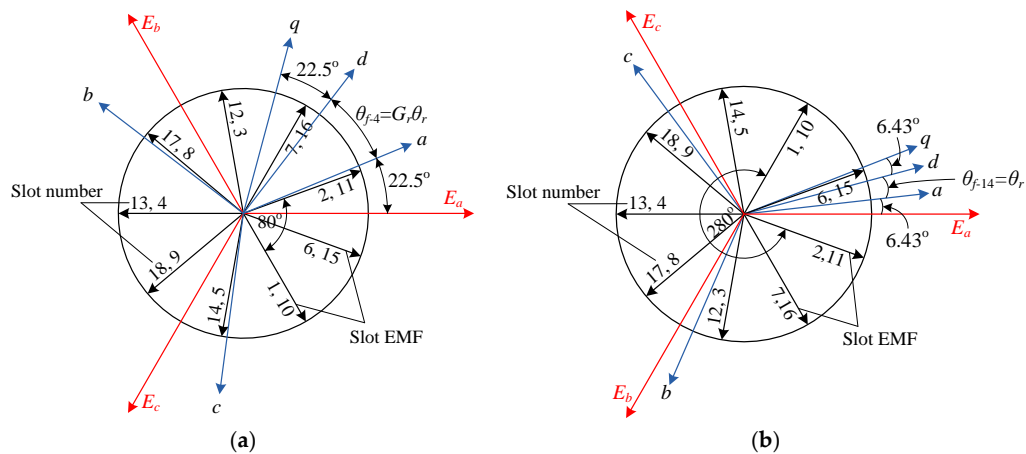 E_b
q
22.5°
d
θ_{f-4}=G_rθ_r
b
12, 3
7, 16
a
17, 8
Slot number
2, 11
22.5°
E_a
13, 4
80°
6, 15
18, 9
1, 10
14, 5
Slot EMF
E_c
c
(a)
E_c
c
14, 5
1, 10
6.43°
q
18, 9
d
Slot number
6, 15
a
θ_{f-14}=θ_r
13, 4
280°
E_a
6.43°
2,11
17, 8
12, 3
7,16
Slot EMF
b
E_b
(b)